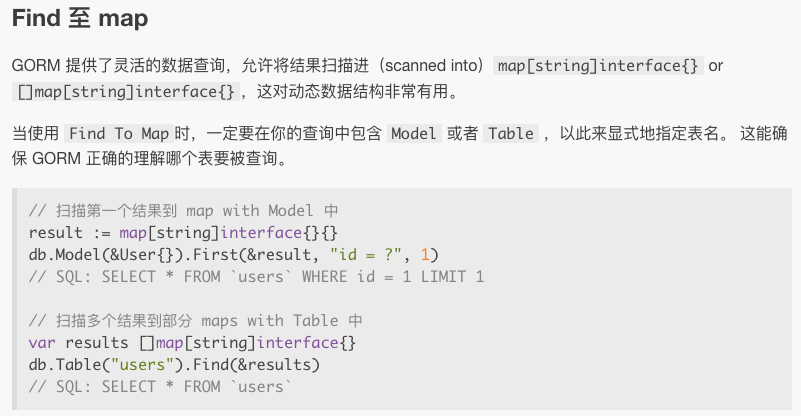 Find 至 map
GORM 提供了灵活的数据查询，允许将结果扫描进（scanned into）map[string]interface{} or
[]map[string]interface{}，这对动态数据结构非常有用。
当使用 Find To Map时，一定要在你的查询中包含 Model 或者 Table ，以此来显式地指定表名。 这能确
保 GORM 正确的理解哪个表要被查询。
// 扫描第一个结果到 map with Model 中
result := map[string]interface{}{}
db.Model(&User{}).First(&result, "id = ?", 1)
// SQL: SELECT * FROM `users` WHERE id = 1 LIMIT 1
// 扫描多个结果到部分 maps with Table 中
var results []map[string]interface{}
db.Table("users").Find(&results)
// SQL: SELECT * FROM `users`